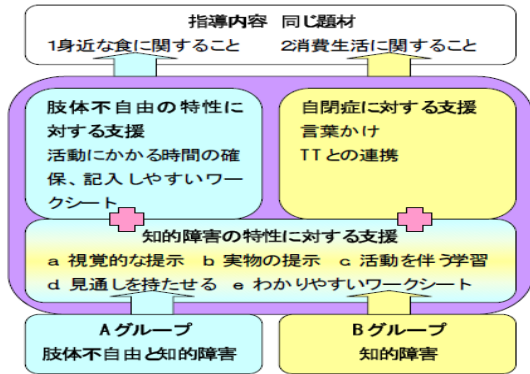 指導内容 同じ題材
1身近な食に関すること 2消費生活に関すること
肢体不自由の特性に
対する支援
活動にかかる時間の確
保、記入しやすいワー
クシート
自閉症に対する支援
言葉かけ
TTとの連携
知的障害の特性に対する支援
a 視覚的な提示 b 実物の提示 c 活動を伴う学習
d 見通しを持たせる e わかりやすいワークシート
Aグループ
肢体不自由と知的障害
Bグループ
知的障害